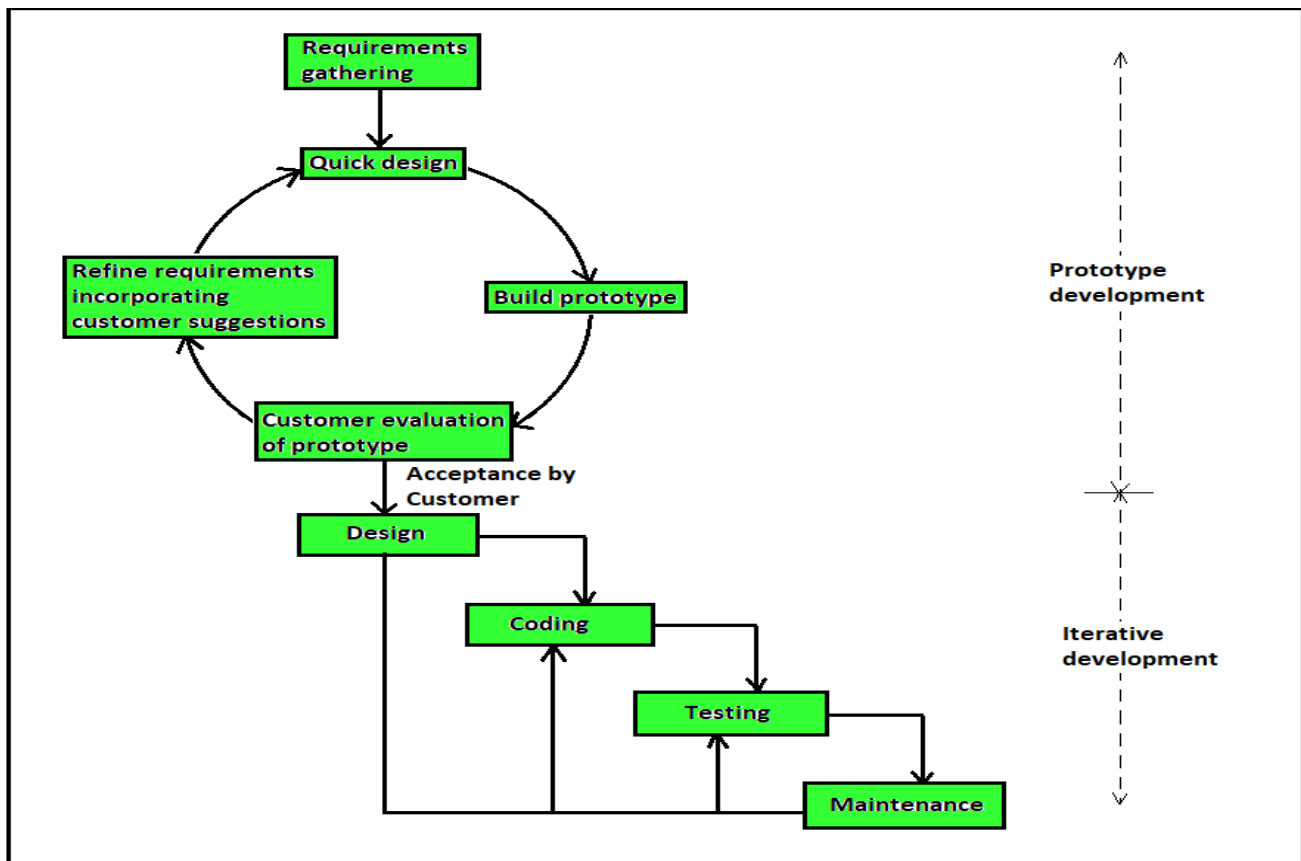 Requirements
gathering
Quick design
Refine requirements
incorporating
customer suggestions
Build prototype
Prototype
development
Customer evaluation
of prototype
Acceptance by
Customer
Design
Coding
Iterative
development
Testing
Maintenance